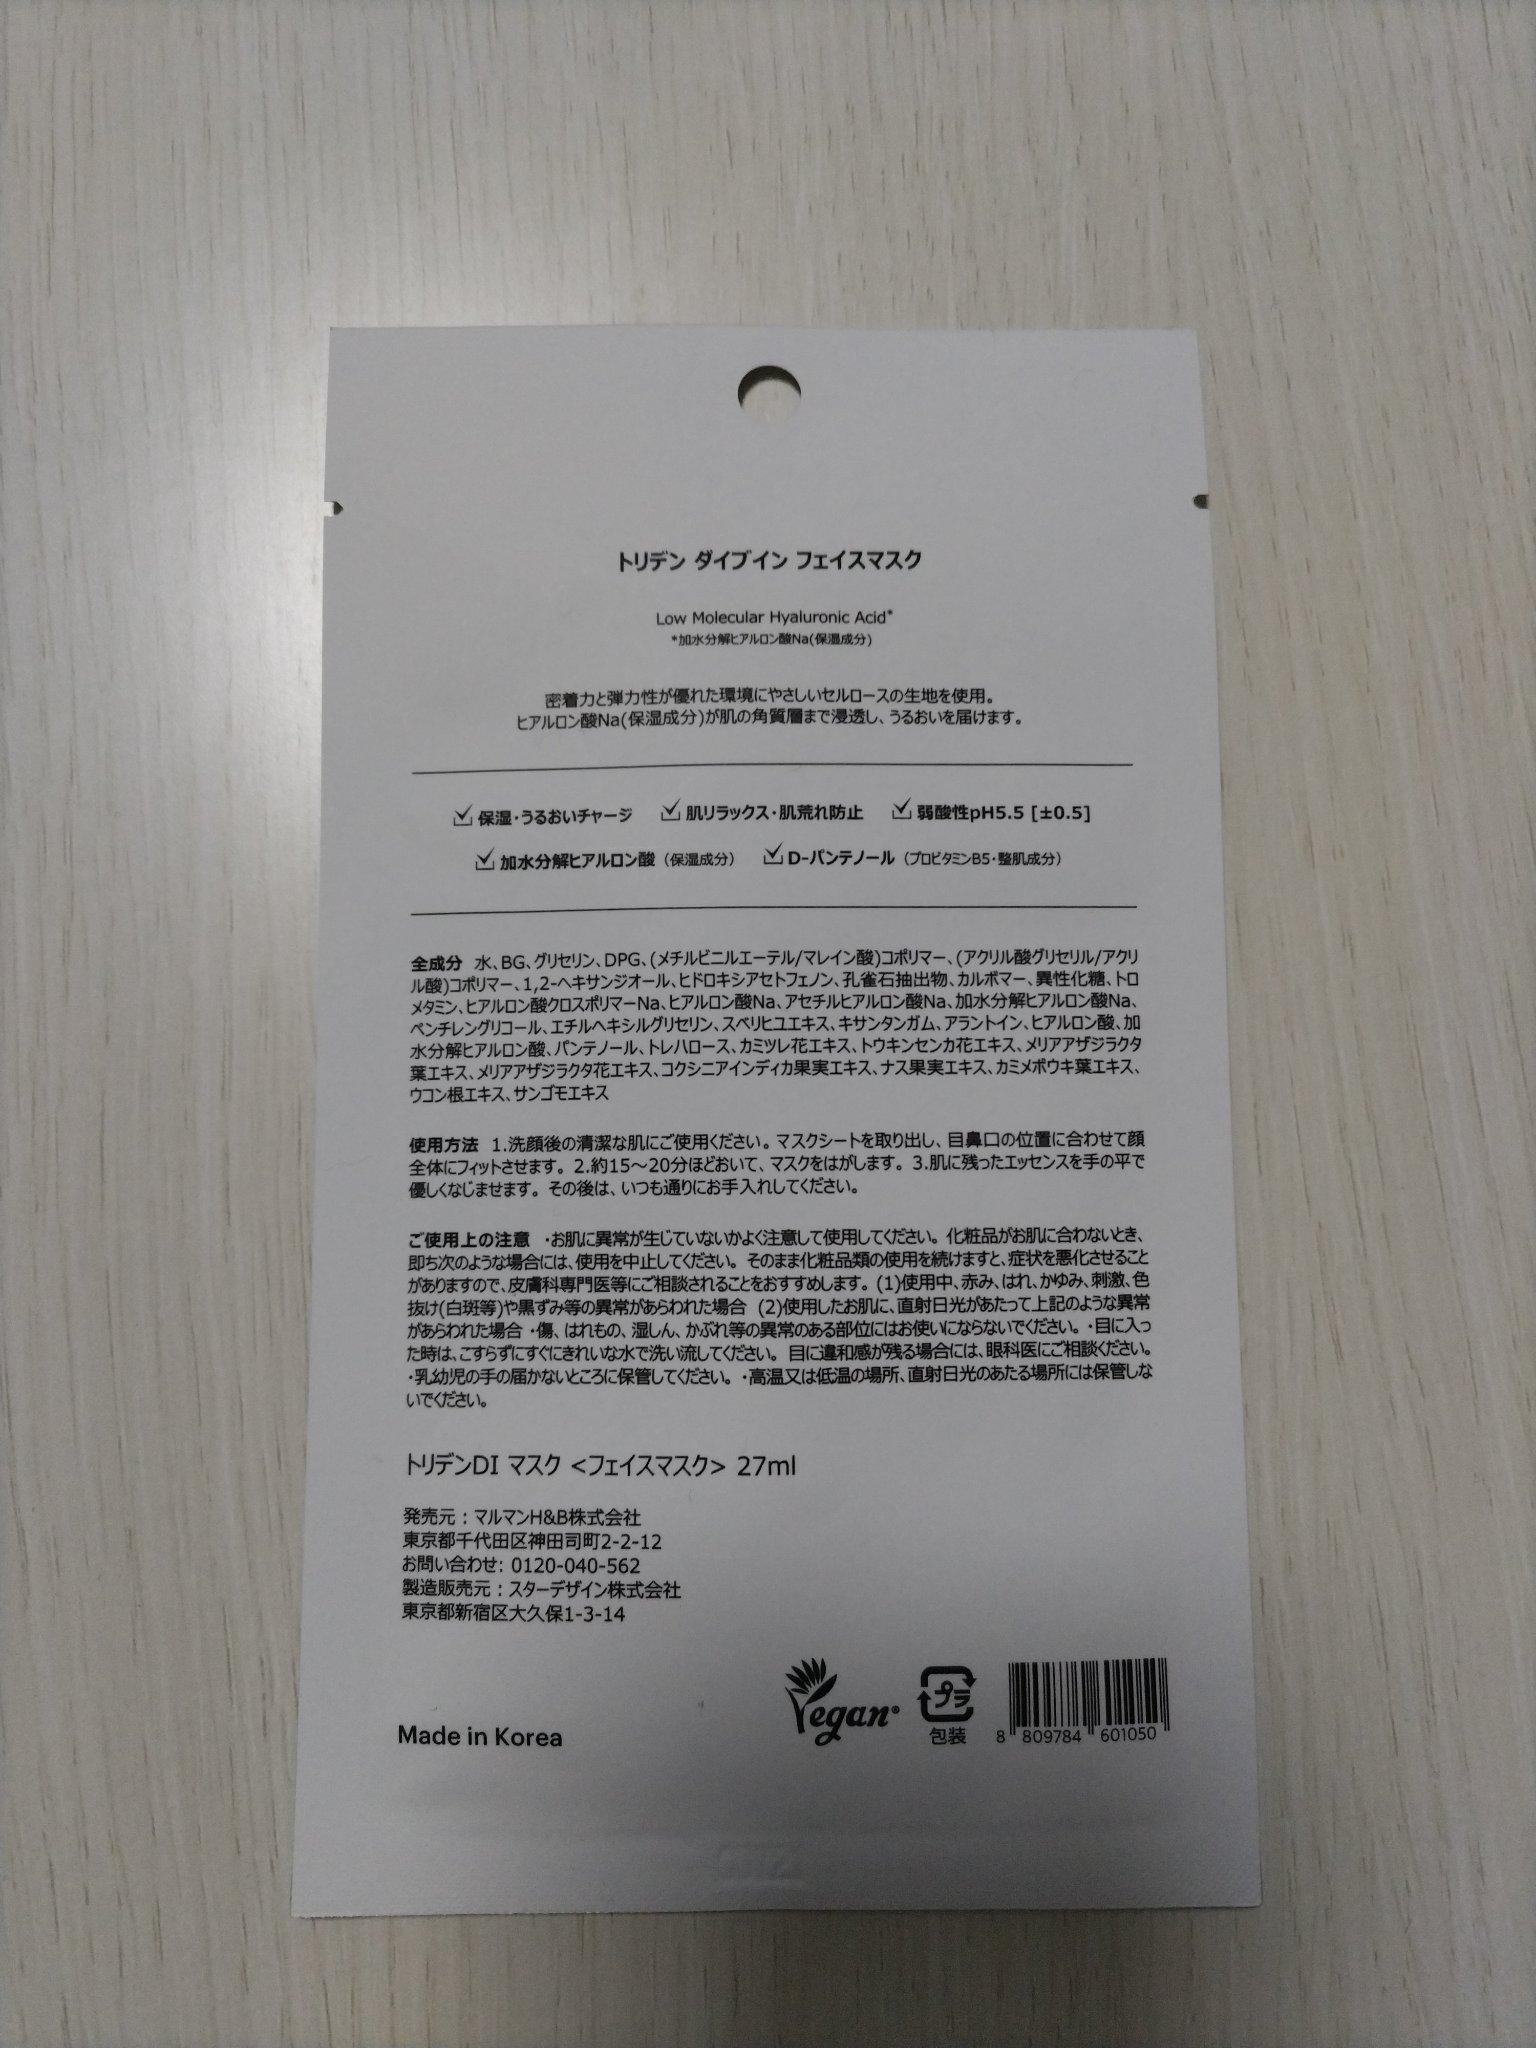 トリデン ダイブイン フェイスマスク
Low Molecular Hyaluronic Acid*
*加水分解ヒアルロン酸Na(保湿成分)
密着力と弾力性が優れた環境にやさしいセルロースの生地を使用。
ヒアルロン酸Na(保湿成分)が肌の角質層まで浸透し、うるおいを届けます。
保湿・うるおいチャージ 肌リラックス・肌荒れ防止 弱酸性pH5.5 [±0.5]
加水分解ヒアルロン酸（保湿成分） D-パンテノール（プロビタミンB5・整肌成分）
全成分 水、BG、グリセリン、DPG、(メチルビニルエーテル/マレイン酸)コポリマー、(アクリル酸グリセリル/アクリ
ル酸)コポリマー、1,2-ヘキサンジオール、ヒドロキシアセトフェノン、孔雀石抽出物、カルボマー、異性化糖、トロ
メタミン、ヒアルロン酸クロスポリマーNa、ヒアルロン酸Na、アセチルヒアルロン酸Na、加水分解ヒアルロン酸Na、
ペンチレングリコール、エチルヘキシルグリセリン、スベリヒユエキス、キサンタンガム、アラントイン、ヒアルロン酸、加
水分解ヒアルロン酸、パンテノール、トレハロース、カミツレ花エキス、トウキンセンカ花エキス、メリアアザジラクタ
葉エキス、メリアアザジラクタ花エキス、コクシニアインディカ果実エキス、ナス果実エキス、カミメボウキ葉エキス、
ウコン根エキス、サンゴモエキス
使用方法 1.洗顔後の清潔な肌にご使用ください。マスクシートを取り出し、目鼻口の位置に合わせて顔
全体にフィットさせます。2.約15～20分ほどおいて、マスクをはがします。3.肌に残ったエッセンスを手の平で
優しくなじませます。その後は、いつも通りにお手入れしてください。
ご使用上の注意 ・お肌に異常が生じていないかよく注意して使用してください。化粧品がお肌に合わないとき、
即ち次のような場合には、使用を中止してください。そのまま化粧品類の使用を続けますと、症状を悪化させること
がありますので、皮膚科専門医等にご相談されることをおすすめします。(1)使用中、赤み、はれ、かゆみ、刺激、色
抜け(白斑等)や黒ずみ等の異常があらわれた場合 (2)使用したお肌に、直射日光があたって上記のような異常
があらわれた場合 ・傷、はれもの、湿しん、かぶれ等の異常のある部位にはお使いにならないでください。・目に入っ
た時は、こすらずにすぐにきれいな水で洗い流してください。目に違和感が残る場合には、眼科医にご相談ください。
・乳幼児の手の届かないところに保管してください。・高温又は低温の場所、直射日光のあたる場所には保管しな
いでください。
トリデンDI マスク <フェイスマスク> 27ml
発売元：マルマンH&B株式会社
東京都千代田区神田司町2-2-12
お問い合わせ: 0120-040-562
製造販売元：スターデザイン株式会社
東京都新宿区大久保1-3-14
Made in Korea
Vegan®
プラ
包装
8 809784 601050